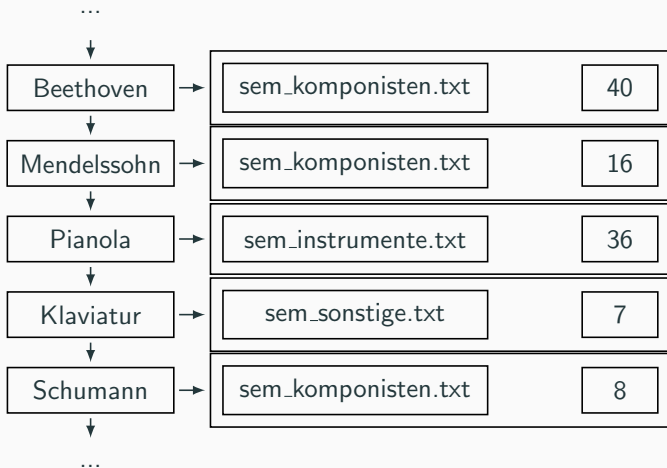 ...
Beethoven sem_komponisten.txt 40
Mendelssohn sem_komponisten.txt 16
Pianola sem_instrumente.txt 36
Klaviatur sem_sonstige.txt 7
Schumann sem_komponisten.txt 8
...